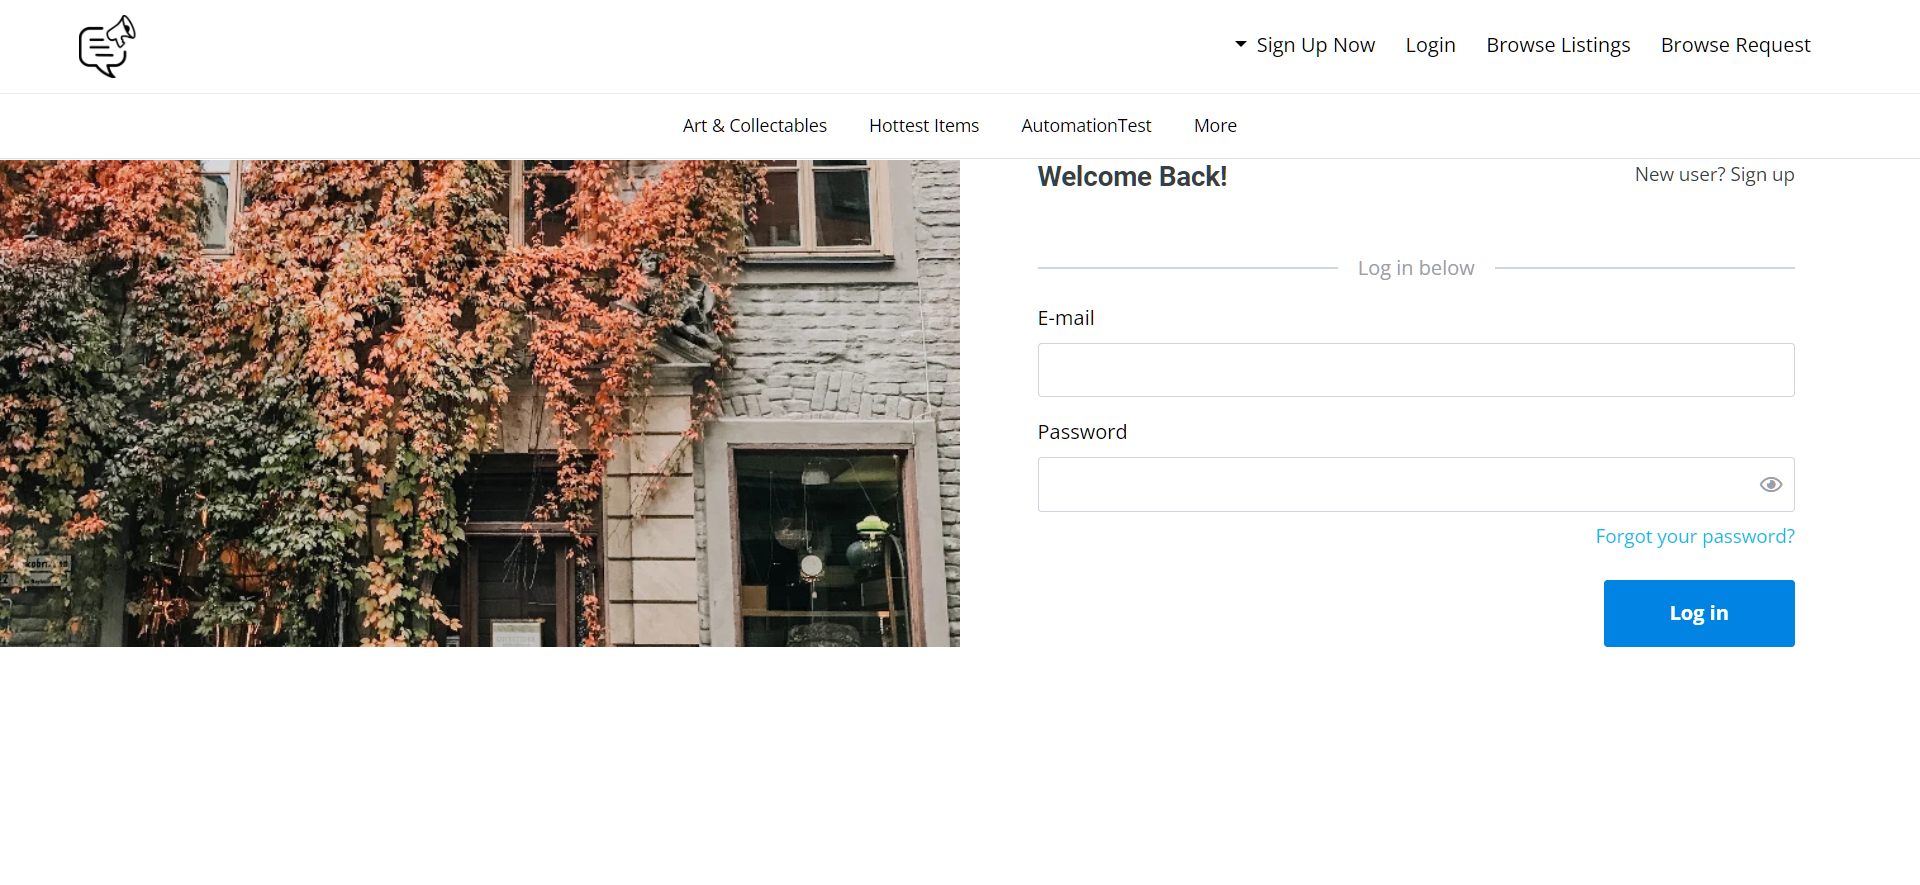 Sign Up Now Login Browse Listings Browse Request
Art & Collectables Hottest Items AutomationTest More
Welcome Back! New user? Sign up
Log in below
E-mail
Password
Forgot your password?
Log in